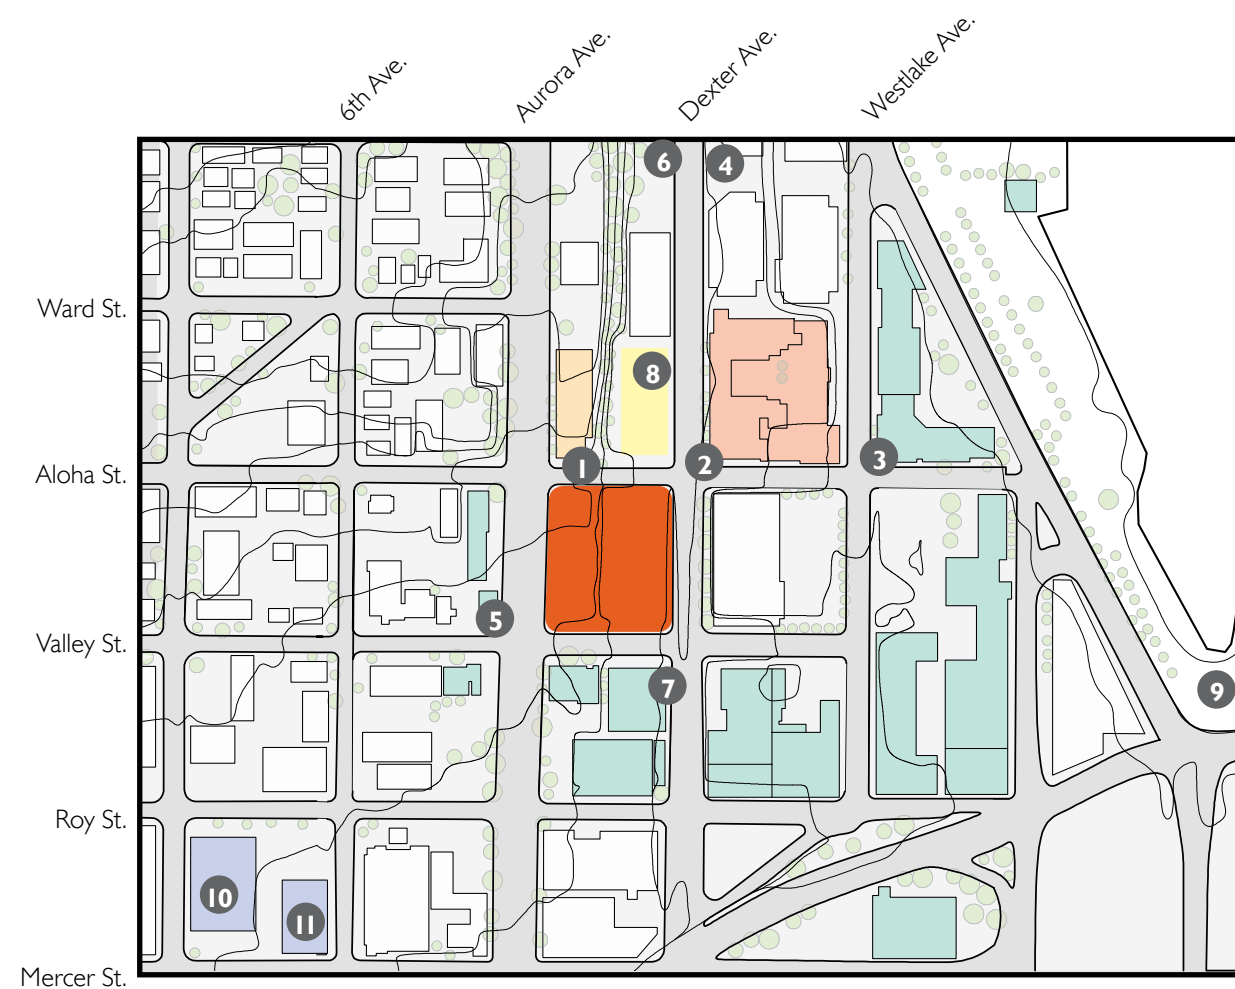 6th Ave.
Aurora Ave.
Dexter Ave.
Westlake Ave.
6
4
Ward St.
8
1
2
3
Aloha St.
5
Valley St.
7
9
Roy St.
10
11
Mercer St.